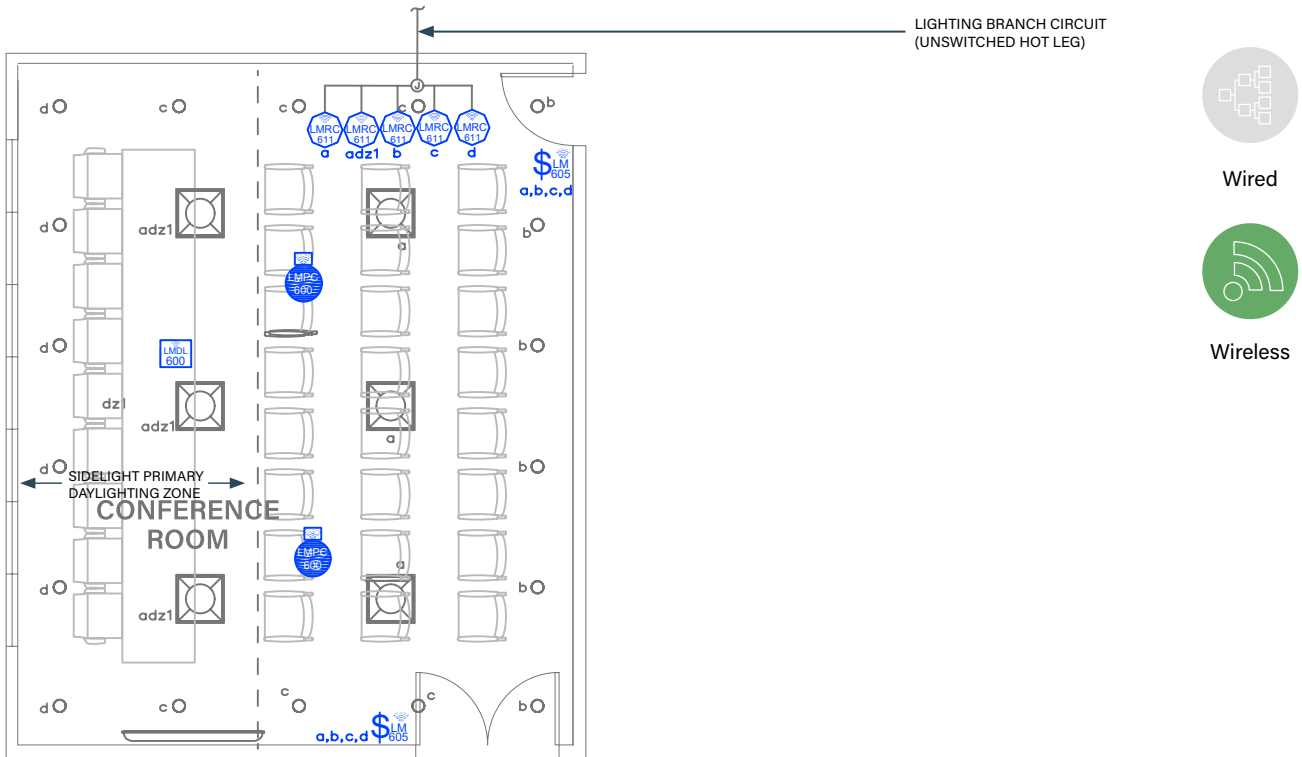 LIGHTING BRANCH CIRCUIT
(UNSWITCHED HOT LEG)
J
d c c c b
LMRC 611 LMRC 611 LMRC 611 LMRC 611 LMRC 611
a adz1 b c d
$ LM 605
a,b,c,d
Wired
d adz1 a b
LMPC 600
Wireless
d LMDL 600 b
dz1
adz1 a
d b
SIDELIGHT PRIMARY
DAYLIGHTING ZONE
CONFERENCE
ROOM
LMPC 600
a
d adz1 b
d c c c b
a,b,c,d $ LM 605